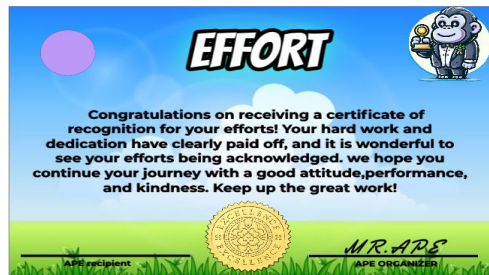 EFFORT
Congratulations on receiving a certificate of
recognition for your efforts! Your hard work and
dedication have clearly paid off, and it is wonderful to
see your efforts being acknowledged. we hope you
continue your journey with a good attitude,performance,
and kindness. Keep up the great work!
EXCELLENCE
EXCELLENCE
MR.APE
APE recipient
APE ORGANIZER